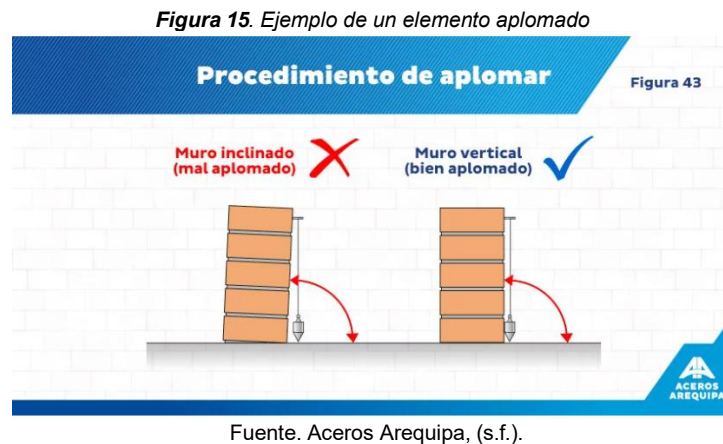 Figura 15. Ejemplo de un elemento aplomado
Procedimiento de aplomar
Figura 43
Muro inclinado
(mal aplomado)
Muro vertical
(bien aplomado)
ACEROS
AREQUIPA
Fuente. Aceros Arequipa, (s.f.).